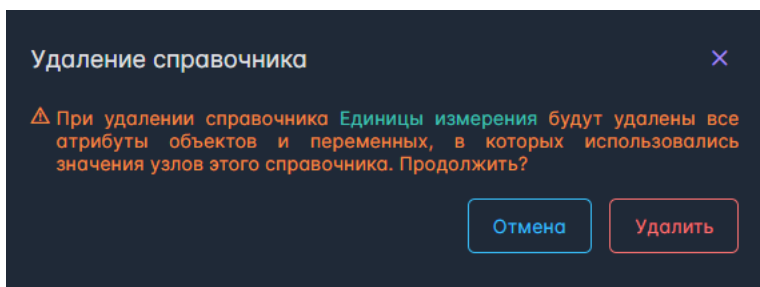 Удаление справочника
При удалении справочника Единицы измерения будут удалены все
атрибуты объектов и переменных, в которых использовались
значения узлов этого справочника. Продолжить?
Отмена Удалить